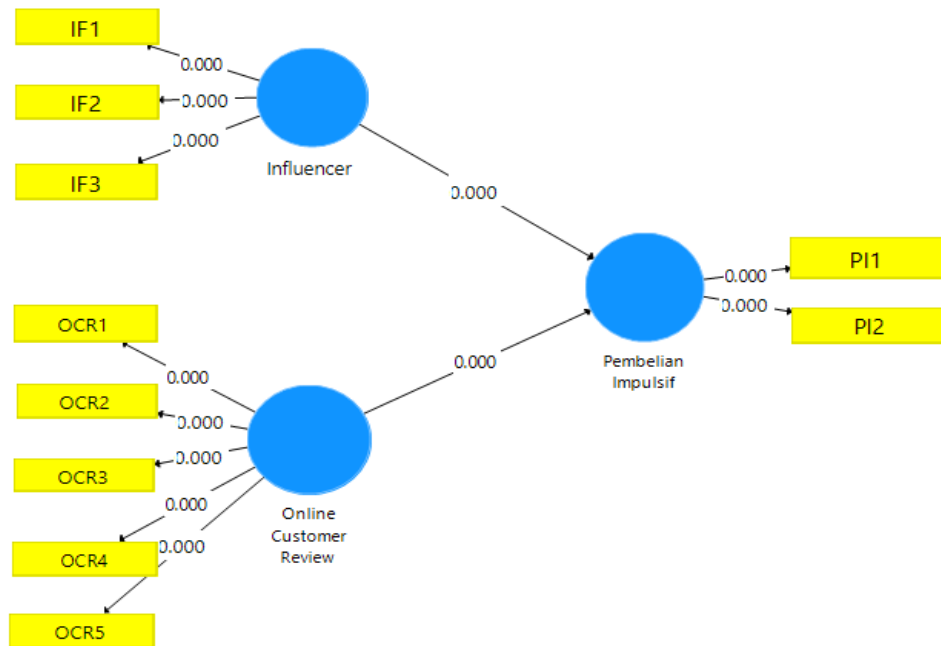 IF1
0.000
IF2
0.000
IF3
0.000
Influencer
0.000
OCR1
0.000
OCR2
0.000
OCR3
0.000
OCR4
0.000
OCR5
0.000
Online
Customer
Review
0.000
Pembelian
Impulsif
PI1
0.000
PI2
0.000